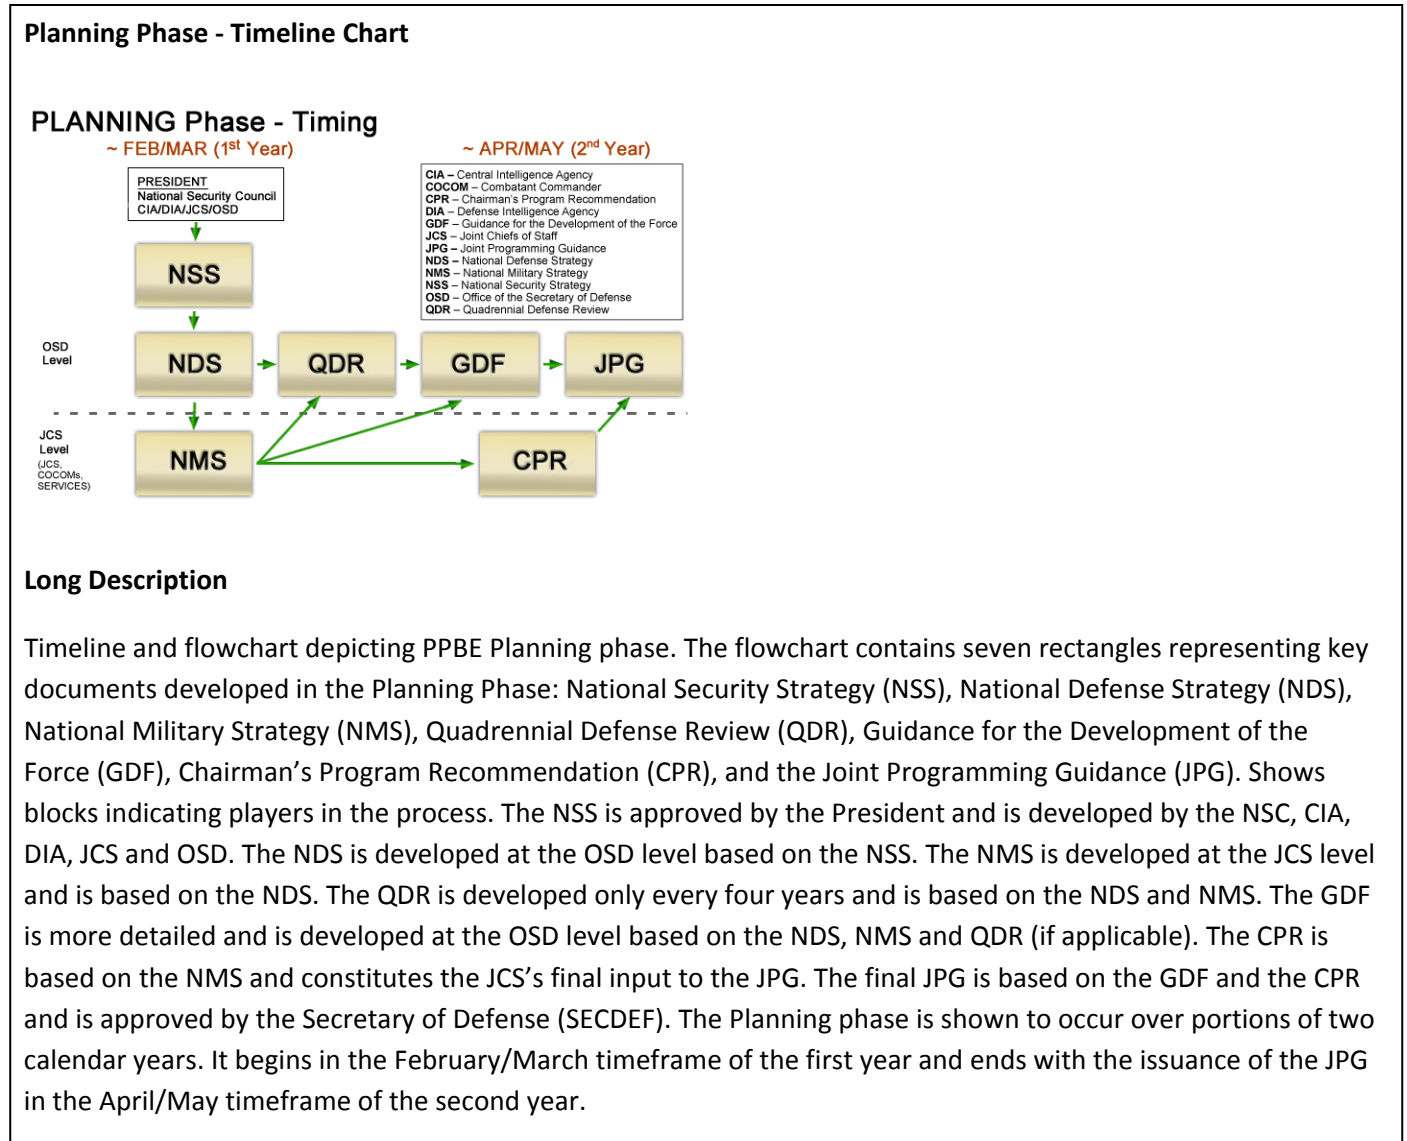 Planning Phase - Timeline Chart
PLANNING Phase - Timing
~ FEB/MAR (1st Year)
~ APR/MAY (2nd Year)
PRESIDENT
National Security Council
CIA/DIA/JCS/OSD
CIA – Central Intelligence Agency
COCOM – Combatant Commander
CPR – Chairman's Program Recommendation
DIA – Defense Intelligence Agency
GDF – Guidance for the Development of the Force
JCS – Joint Chiefs of Staff
JPG – Joint Programming Guidance
NDS – National Defense Strategy
NMS – National Military Strategy
NSS – National Security Strategy
OSD – Office of the Secretary of Defense
QDR – Quadrennial Defense Review
NSS
OSD
Level
NDS
QDR
GDF
JPG
JCS
Level
(JCS,
COCOMs,
SERVICES)
NMS
CPR
Long Description
Timeline and flowchart depicting PPBE Planning phase. The flowchart contains seven rectangles representing key
documents developed in the Planning Phase: National Security Strategy (NSS), National Defense Strategy (NDS),
National Military Strategy (NMS), Quadrennial Defense Review (QDR), Guidance for the Development of the
Force (GDF), Chairman’s Program Recommendation (CPR), and the Joint Programming Guidance (JPG). Shows
blocks indicating players in the process. The NSS is approved by the President and is developed by the NSC, CIA,
DIA, JCS and OSD. The NDS is developed at the OSD level based on the NSS. The NMS is developed at the JCS level
and is based on the NDS. The QDR is developed only every four years and is based on the NDS and NMS. The GDF
is more detailed and is developed at the OSD level based on the NDS, NMS and QDR (if applicable). The CPR is
based on the NMS and constitutes the JCS’s final input to the JPG. The final JPG is based on the GDF and the CPR
and is approved by the Secretary of Defense (SECDEF). The Planning phase is shown to occur over portions of two
calendar years. It begins in the February/March timeframe of the first year and ends with the issuance of the JPG
in the April/May timeframe of the second year.